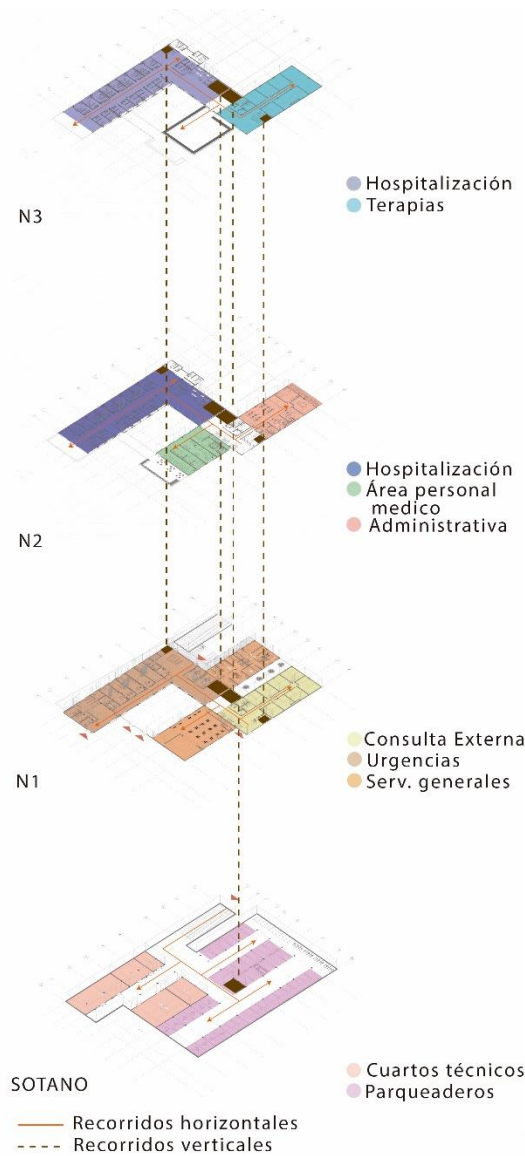 Hospitalización
Terapias
N3
Hospitalización
Área personal
medico
Administrativa
N2
Consulta Externa
Urgencias
Serv. generales
N1
Cuartos técnicos
Parqueaderos
SOTANO
Recorridos horizontales
Recorridos verticales